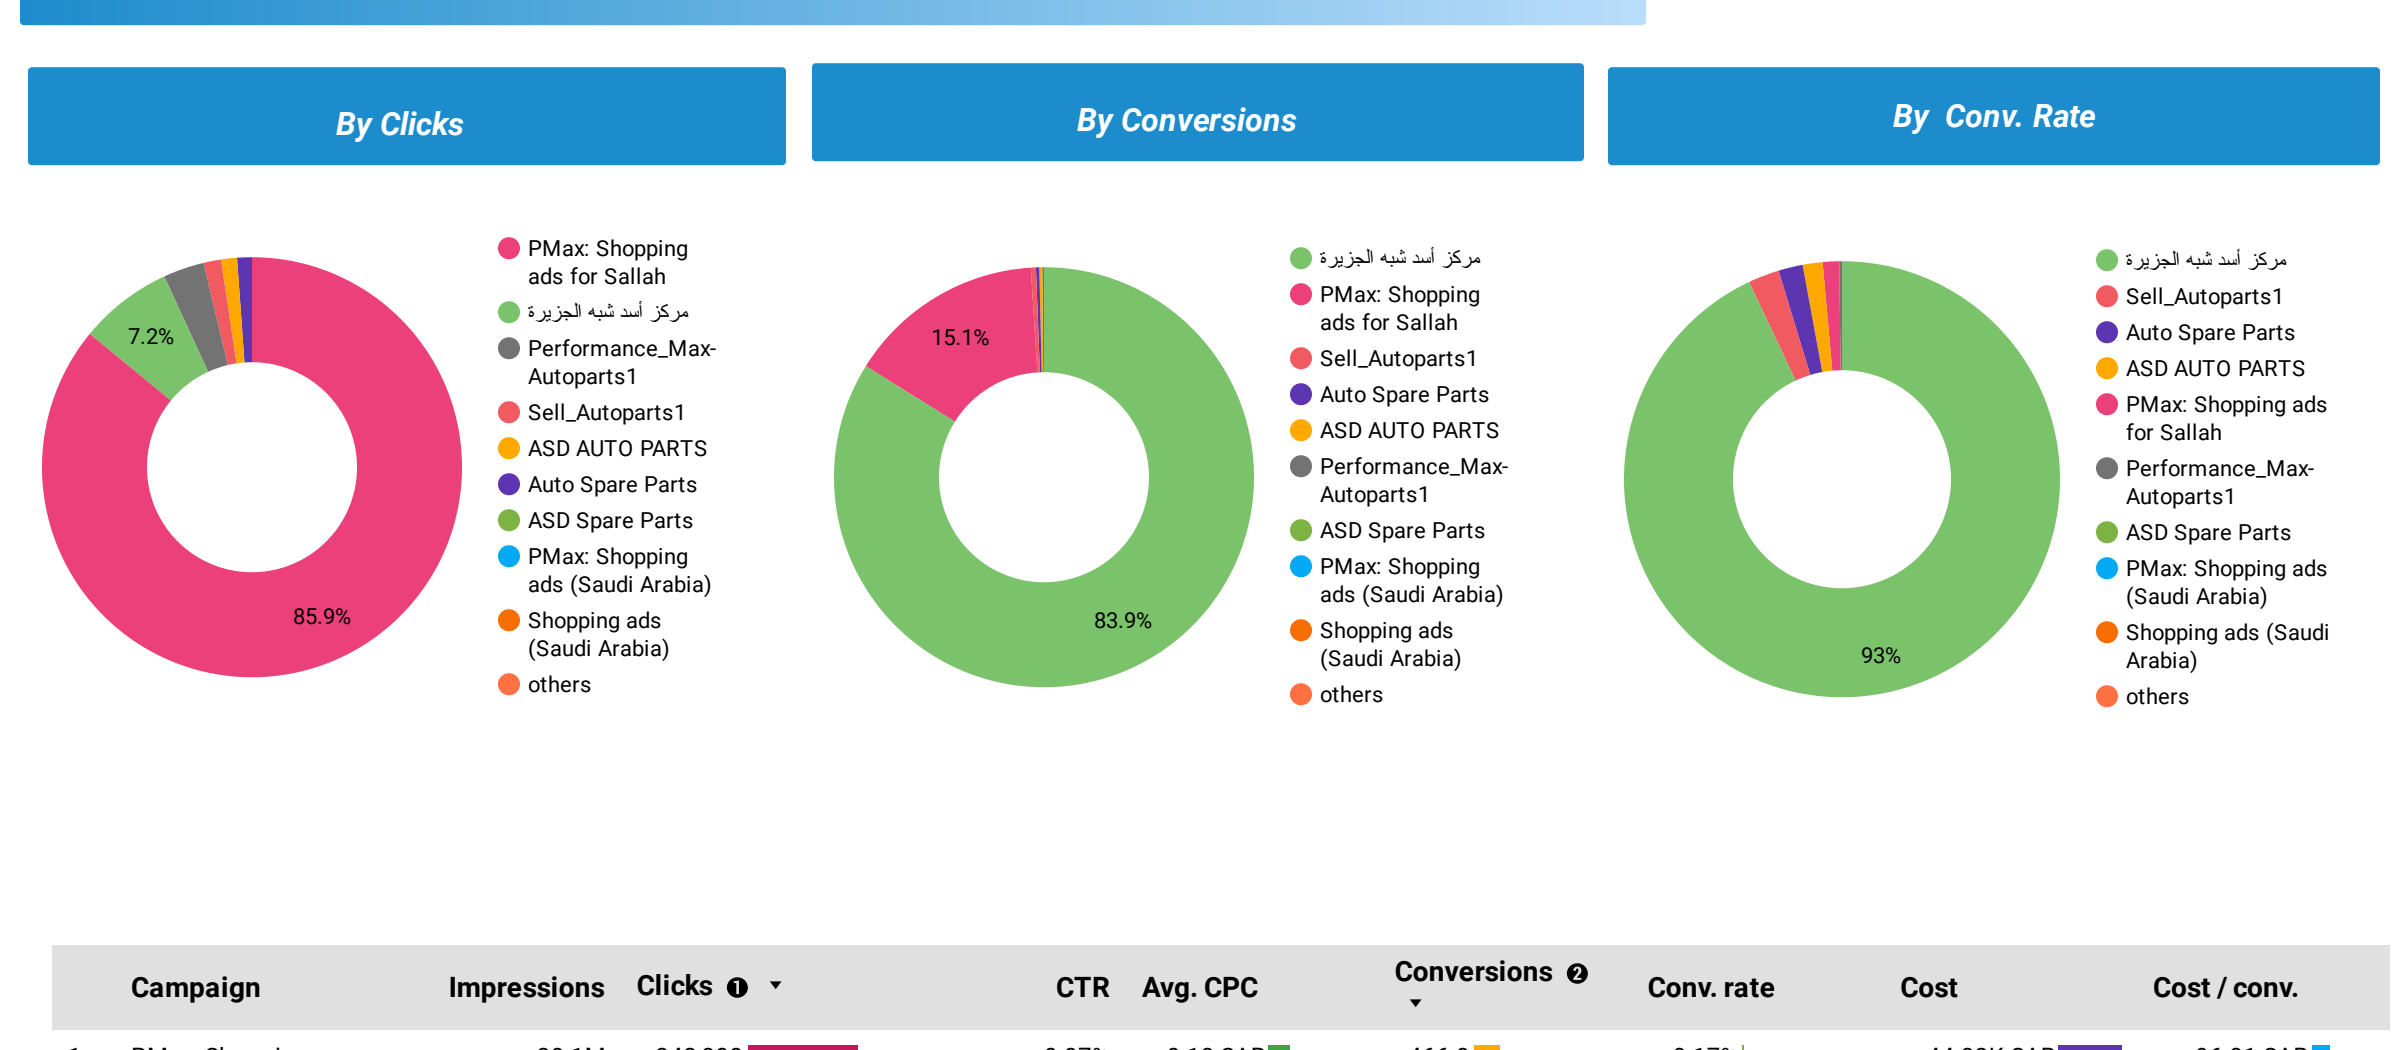 By Clicks
By Conversions
By Conv. Rate
7.2%
85.9%
PMax: Shopping
ads for Sallah
مركز أسد شبه الجزيرة
Performance_Max-
Autoparts1
Sell_Autoparts1
ASD AUTO PARTS
Auto Spare Parts
ASD Spare Parts
PMax: Shopping
ads (Saudi Arabia)
Shopping ads
(Saudi Arabia)
others
15.1%
83.9%
مركز أسد شبه الجزيرة
PMax: Shopping
ads for Sallah
Sell_Autoparts1
Auto Spare Parts
ASD AUTO PARTS
Performance_Max-
Autoparts1
ASD Spare Parts
PMax: Shopping
ads (Saudi Arabia)
Shopping ads
(Saudi Arabia)
others
93%
مركز أسد شبه الجزيرة
Sell_Autoparts1
Auto Spare Parts
ASD AUTO PARTS
PMax: Shopping ads
for Sallah
Performance_Max-
Autoparts1
ASD Spare Parts
PMax: Shopping ads
(Saudi Arabia)
Shopping ads (Saudi
Arabia)
others
Campaign Impressions Clicks 1 CTR Avg. CPC Conversions 2 Conv. rate Cost Cost / conv.